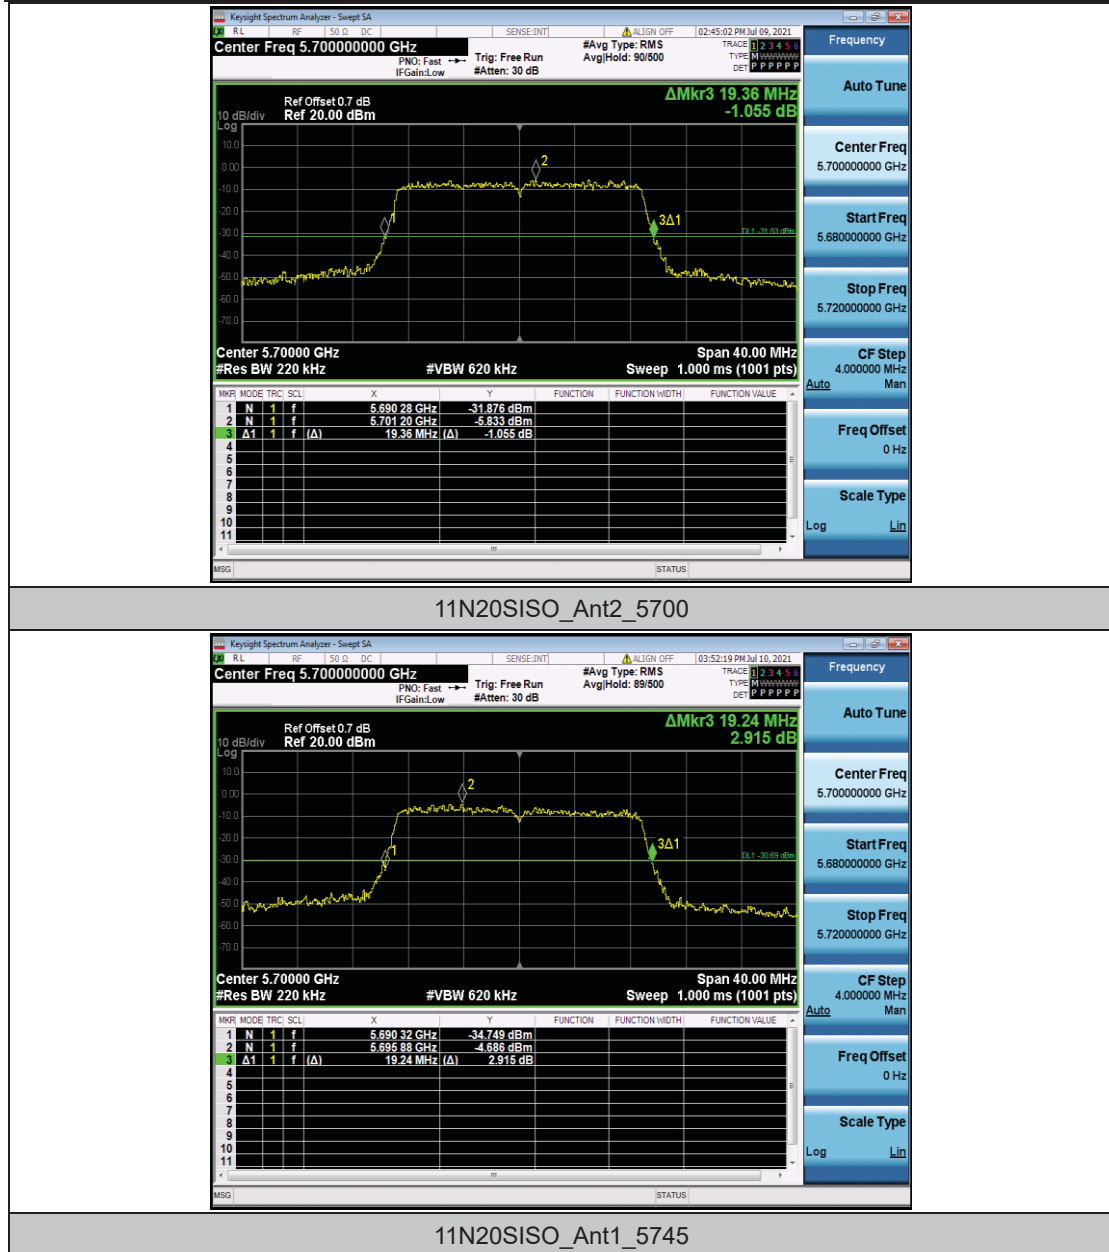 Keysight Spectrum Analyzer - Swept SA
RL RF 50 Ω DC SENSE:INT ALIGN OFF 02:45:02 PM Jul 09, 2021
Center Freq 5.700000000 GHz
PNO: Fast Trig: Free Run
IFGain:Low #Atten: 30 dB
#Avg Type: RMS
Avg|Hold: 90/500
TRACE 1 2 3 4 5 6
TYPE M WWWWW
DET P P P P P P
Frequency
Auto Tune
ΔMkr3 19.36 MHz
-1.055 dB
Ref Offset 0.7 dB
10 dB/div Ref 20.00 dBm
Log
10.0
0.00
-10.0
-20.0
-30.0
-40.0
-50.0
-60.0
-70.0
1
2
3Δ1
DL1 -31.83 dBm
Center 5.70000 GHz Span 40.00 MHz
#Res BW 220 kHz #VBW 620 kHz Sweep 1.000 ms (1001 pts)
MKR MODE TRC SCL X Y FUNCTION FUNCTION WIDTH FUNCTION VALUE
1 N 1 f 5.690 28 GHz -31.876 dBm
2 N 1 f 5.701 20 GHz -5.833 dBm
3 Δ1 1 f (Δ) 19.36 MHz (Δ) -1.055 dB
4
5
6
7
8
9
10
11
MSG STATUS
Center Freq
5.700000000 GHz
Start Freq
5.680000000 GHz
Stop Freq
5.720000000 GHz
CF Step
4.000000 MHz
Auto Man
Freq Offset
0 Hz
Scale Type
Log Lin
11N20SISO_Ant2_5700
Keysight Spectrum Analyzer - Swept SA
RL RF 50 Ω DC SENSE:INT ALIGN OFF 03:52:19 PM Jul 10, 2021
Center Freq 5.700000000 GHz
PNO: Fast Trig: Free Run
IFGain:Low #Atten: 30 dB
#Avg Type: RMS
Avg|Hold: 89/500
TRACE 1 2 3 4 5 6
TYPE M WWWWW
DET P P P P P P
Frequency
Auto Tune
ΔMkr3 19.24 MHz
2.915 dB
Ref Offset 0.7 dB
10 dB/div Ref 20.00 dBm
Log
10.0
0.00
-10.0
-20.0
-30.0
-40.0
-50.0
-60.0
-70.0
1
2
3Δ1
DL1 -30.69 dBm
Center 5.70000 GHz Span 40.00 MHz
#Res BW 220 kHz #VBW 620 kHz Sweep 1.000 ms (1001 pts)
MKR MODE TRC SCL X Y FUNCTION FUNCTION WIDTH FUNCTION VALUE
1 N 1 f 5.690 32 GHz -34.749 dBm
2 N 1 f 5.695 88 GHz -4.686 dBm
3 Δ1 1 f (Δ) 19.24 MHz (Δ) 2.915 dB
4
5
6
7
8
9
10
11
MSG STATUS
Center Freq
5.700000000 GHz
Start Freq
5.680000000 GHz
Stop Freq
5.720000000 GHz
CF Step
4.000000 MHz
Auto Man
Freq Offset
0 Hz
Scale Type
Log Lin
11N20SISO_Ant1_5745